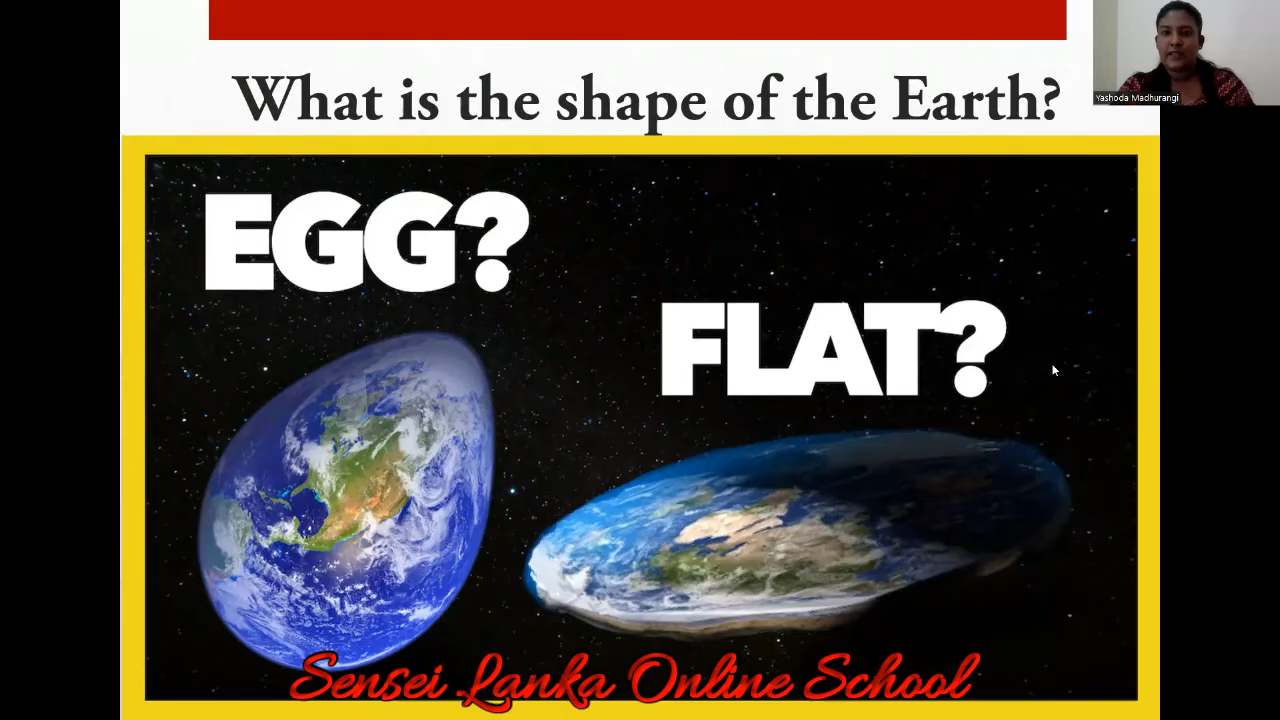 What is the shape of the Earth?
Yashoda Madhurangi
EGG?
FLAT?
Sensei Lanka Online School